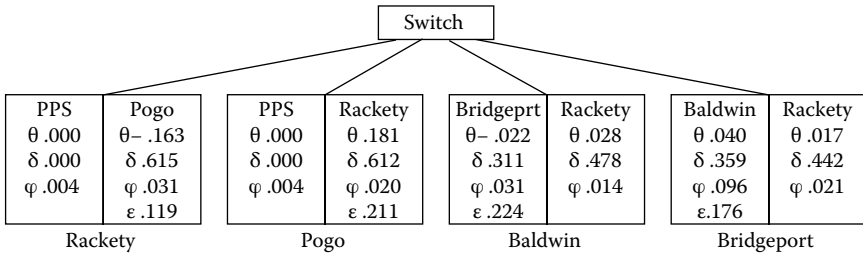 Switch
PPS Pogo PPS Rackety Bridgeprt Rackety Baldwin Rackety
θ .000 θ– .163 θ .000 θ .181 θ– .022 θ .028 θ .040 θ .017
δ .000 δ .615 δ .000 δ .612 δ .311 δ .478 δ .359 δ .442
φ .004 φ .031 φ .004 φ .020 φ .031 φ .014 φ .096 φ .021
ε .119 ε .211 ε .224 ε.176
Rackety Pogo Baldwin Bridgeport